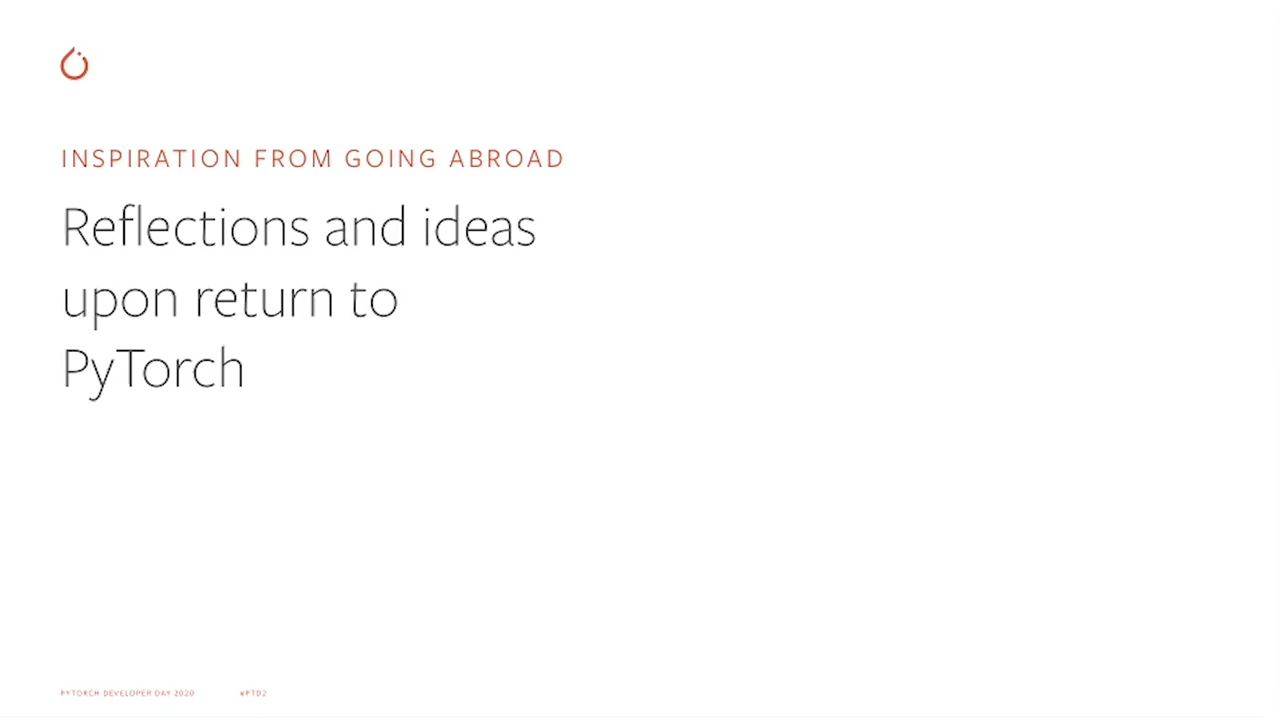 INSPIRATION FROM GOING ABROAD
Reflections and ideas
upon return to
PyTorch
PYTORCH DEVELOPER DAY 2020 #PTD2